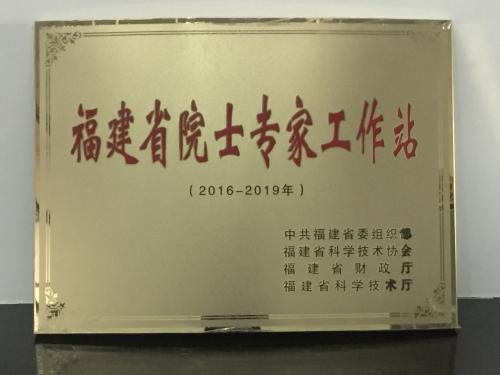 福建省院士专家工作站
（2016-2019年）
中共福建省委组织部
福建省科学技术协会
福建省财政厅
福建省科学技术厅